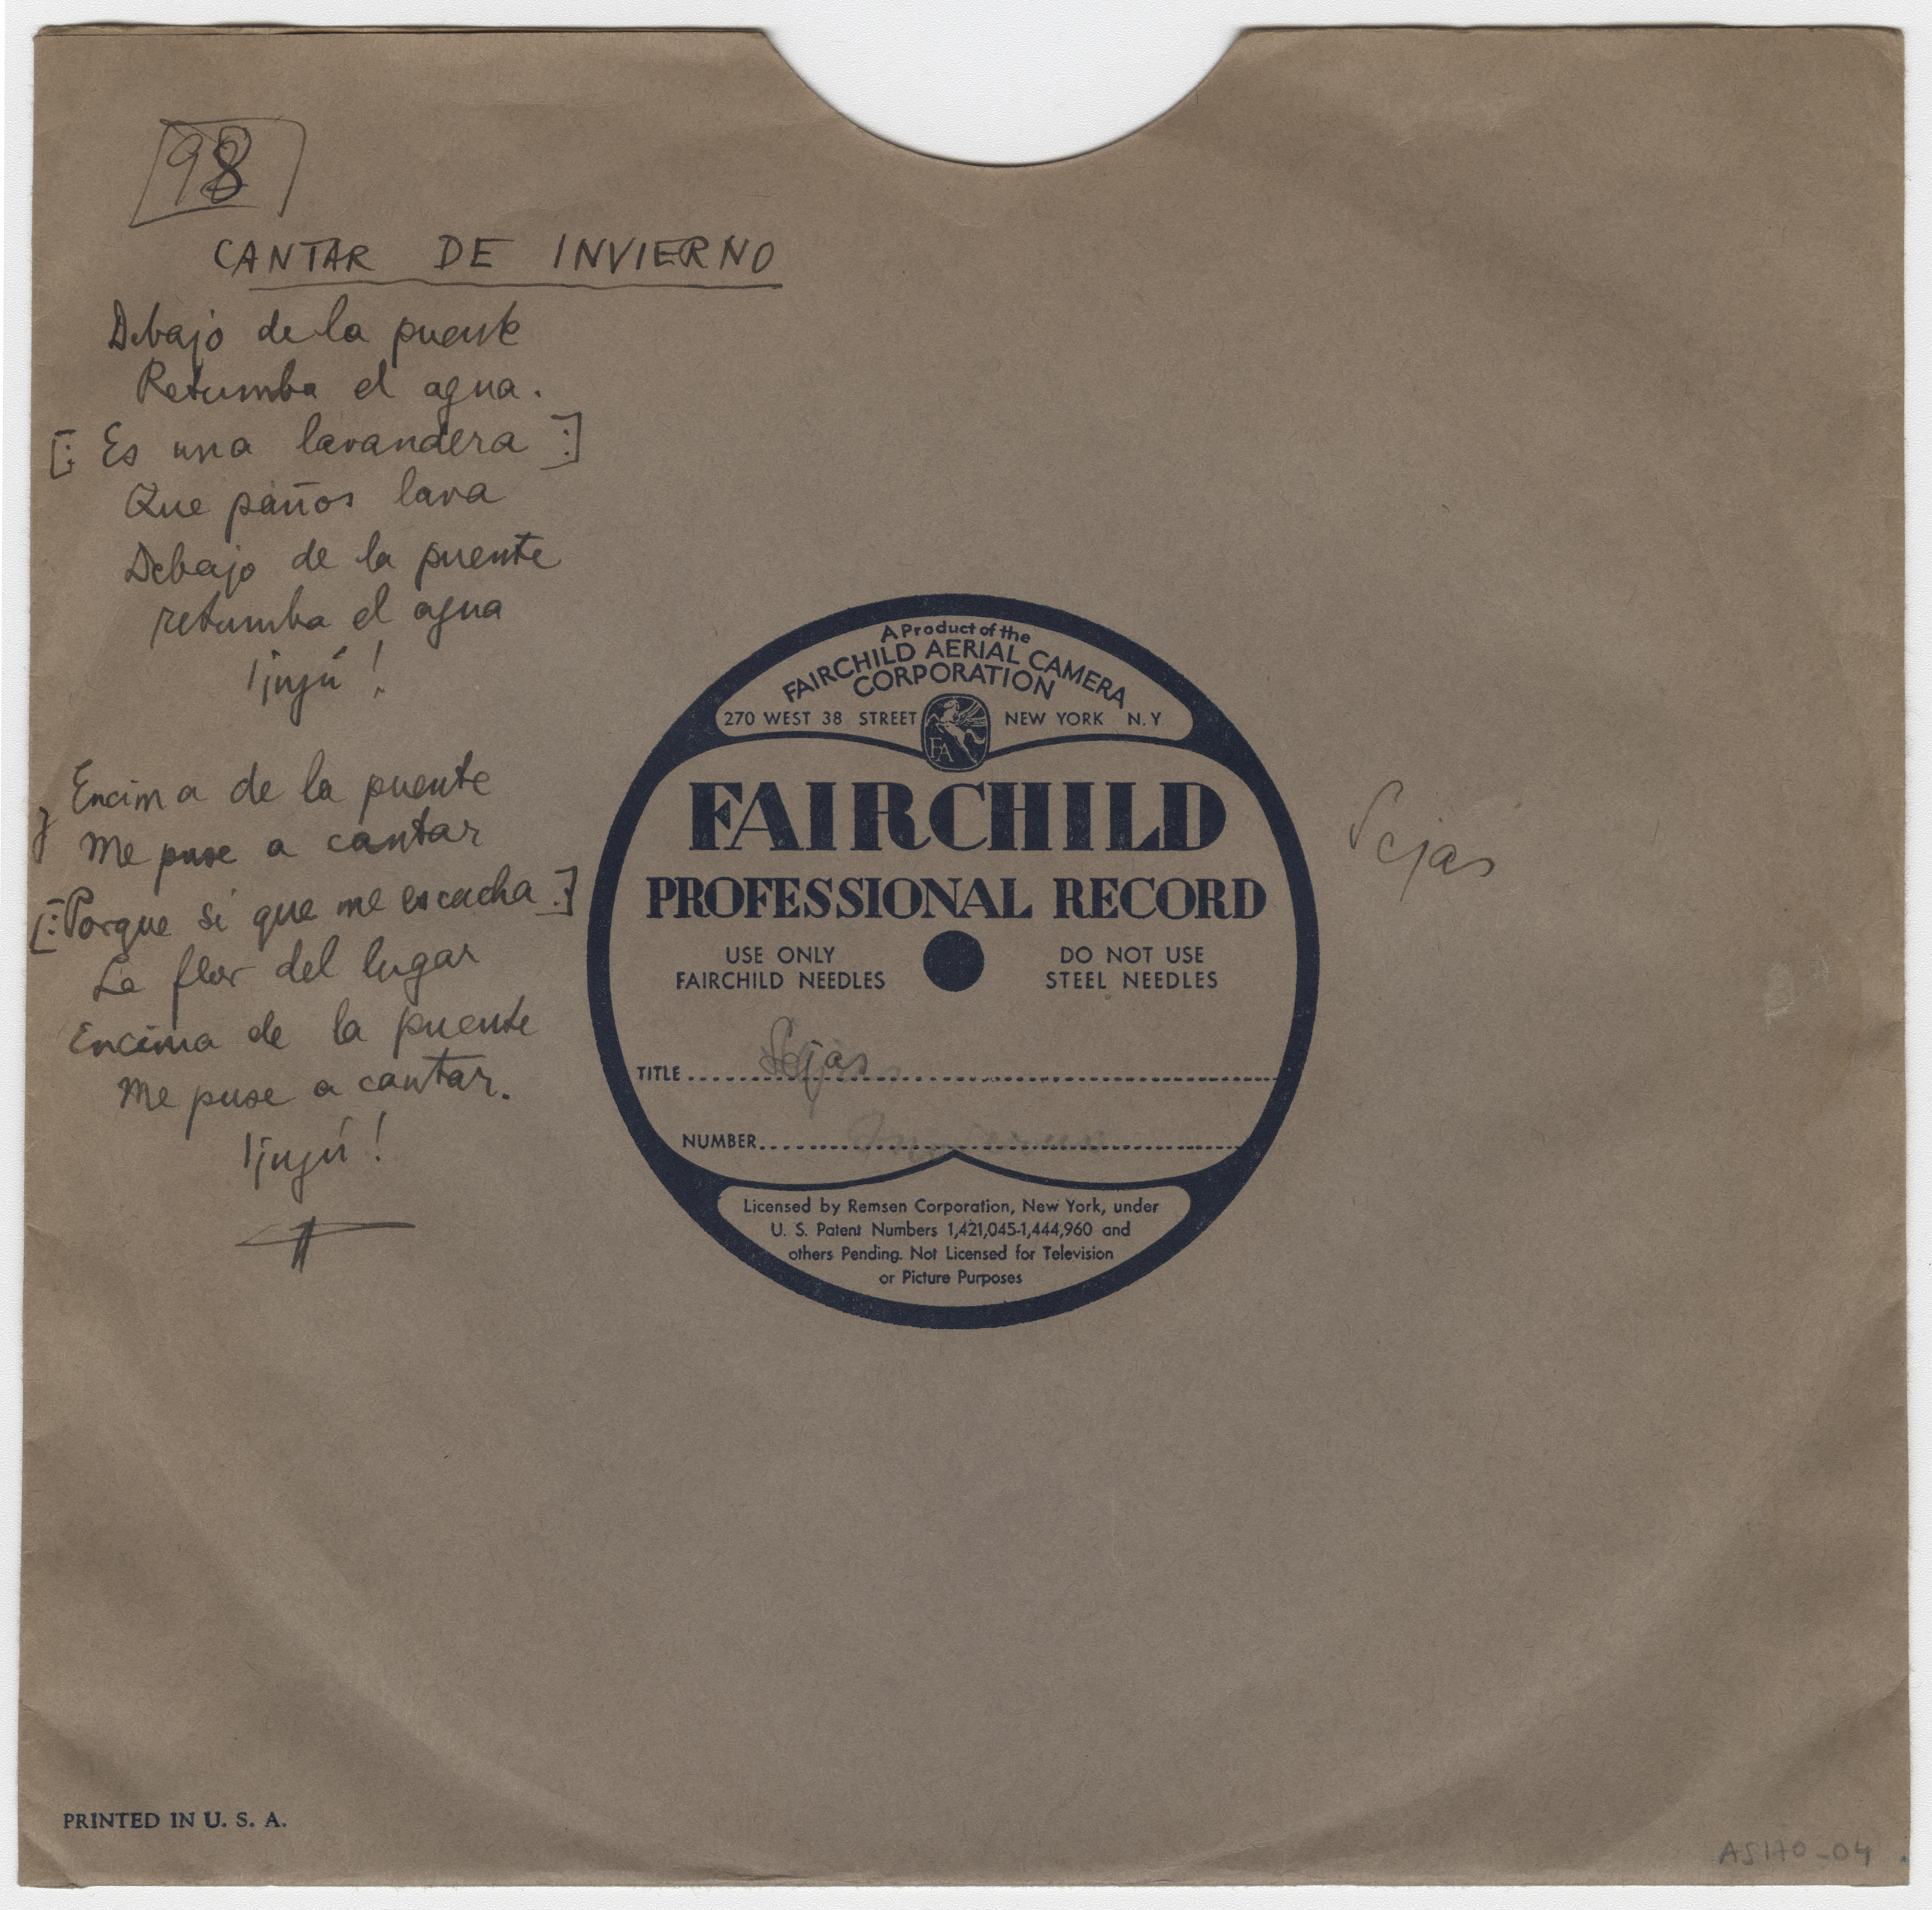 98
CANTAR DE INVIERNO
Debajo de la puente
Retumba el agua.
[: Es una lavandera :]
Que paños lava
Debajo de la puente
retumba el agua
Ijujú!
Encima de la puente
Me puse a cantar
[: Porque si que me escucha :]
La flor del lugar
Encima de la puente
Me puse a cantar.
Ijujú!
A Product of the
FAIRCHILD AERIAL CAMERA
CORPORATION
270 WEST 38 STREET NEW YORK N.Y
FA
FAIRCHILD
PROFESSIONAL RECORD
USE ONLY
FAIRCHILD NEEDLES
DO NOT USE
STEEL NEEDLES
TITLE Sejas
NUMBER
Licensed by Remsen Corporation, New York, under
U. S. Patent Numbers 1,421,045-1,444,960 and
others Pending. Not Licensed for Television
or Picture Purposes
Sejas
PRINTED IN U. S. A.
AS170_04